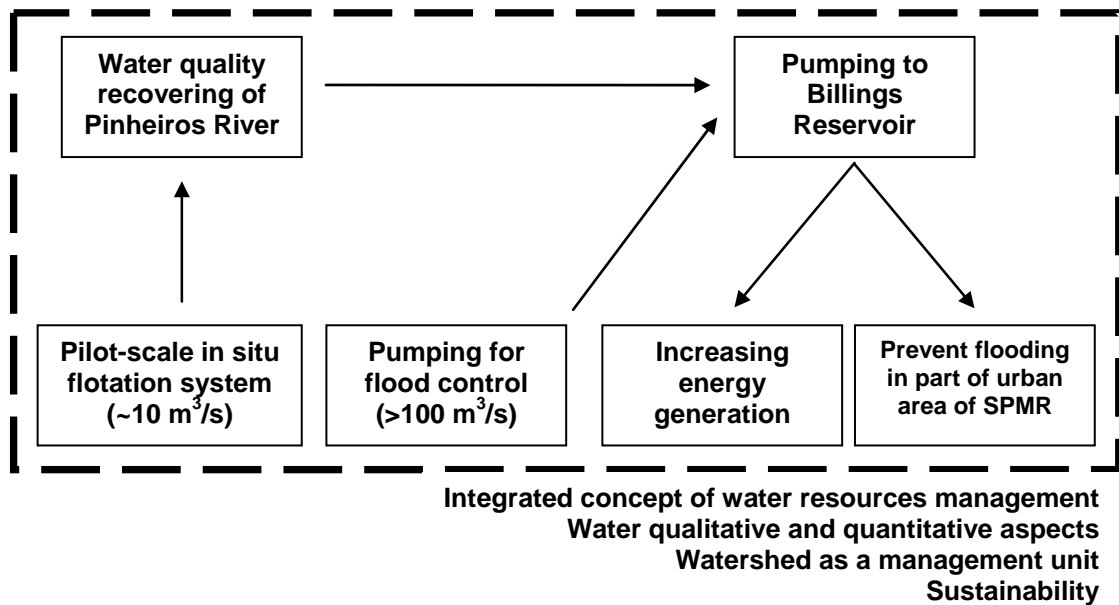 Water quality
recovering of
Pinheiros River
Pumping to
Billings
Reservoir
Pilot-scale in situ
flotation system
(~10 m³/s)
Pumping for
flood control
(>100 m³/s)
Increasing
energy
generation
Prevent flooding
in part of urban
area of SPMR
Integrated concept of water resources management
Water qualitative and quantitative aspects
Watershed as a management unit
Sustainability